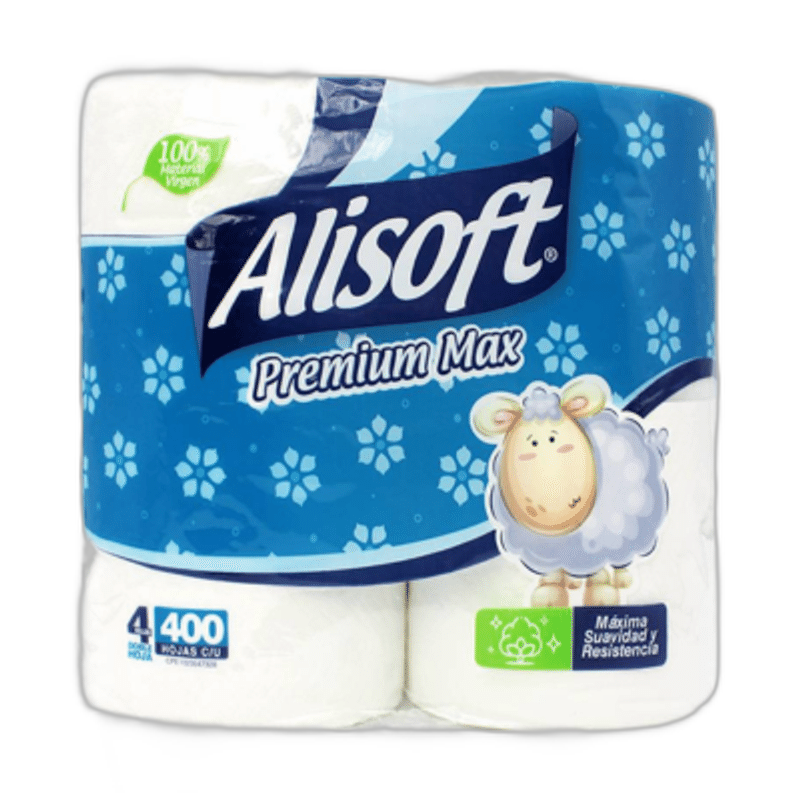 100%
Material
Virgen
Alisoft®
Premium Max
4
DOBLE
HOJA
400
HOJAS C/U
Máxima
Suavidad y
Resistencia